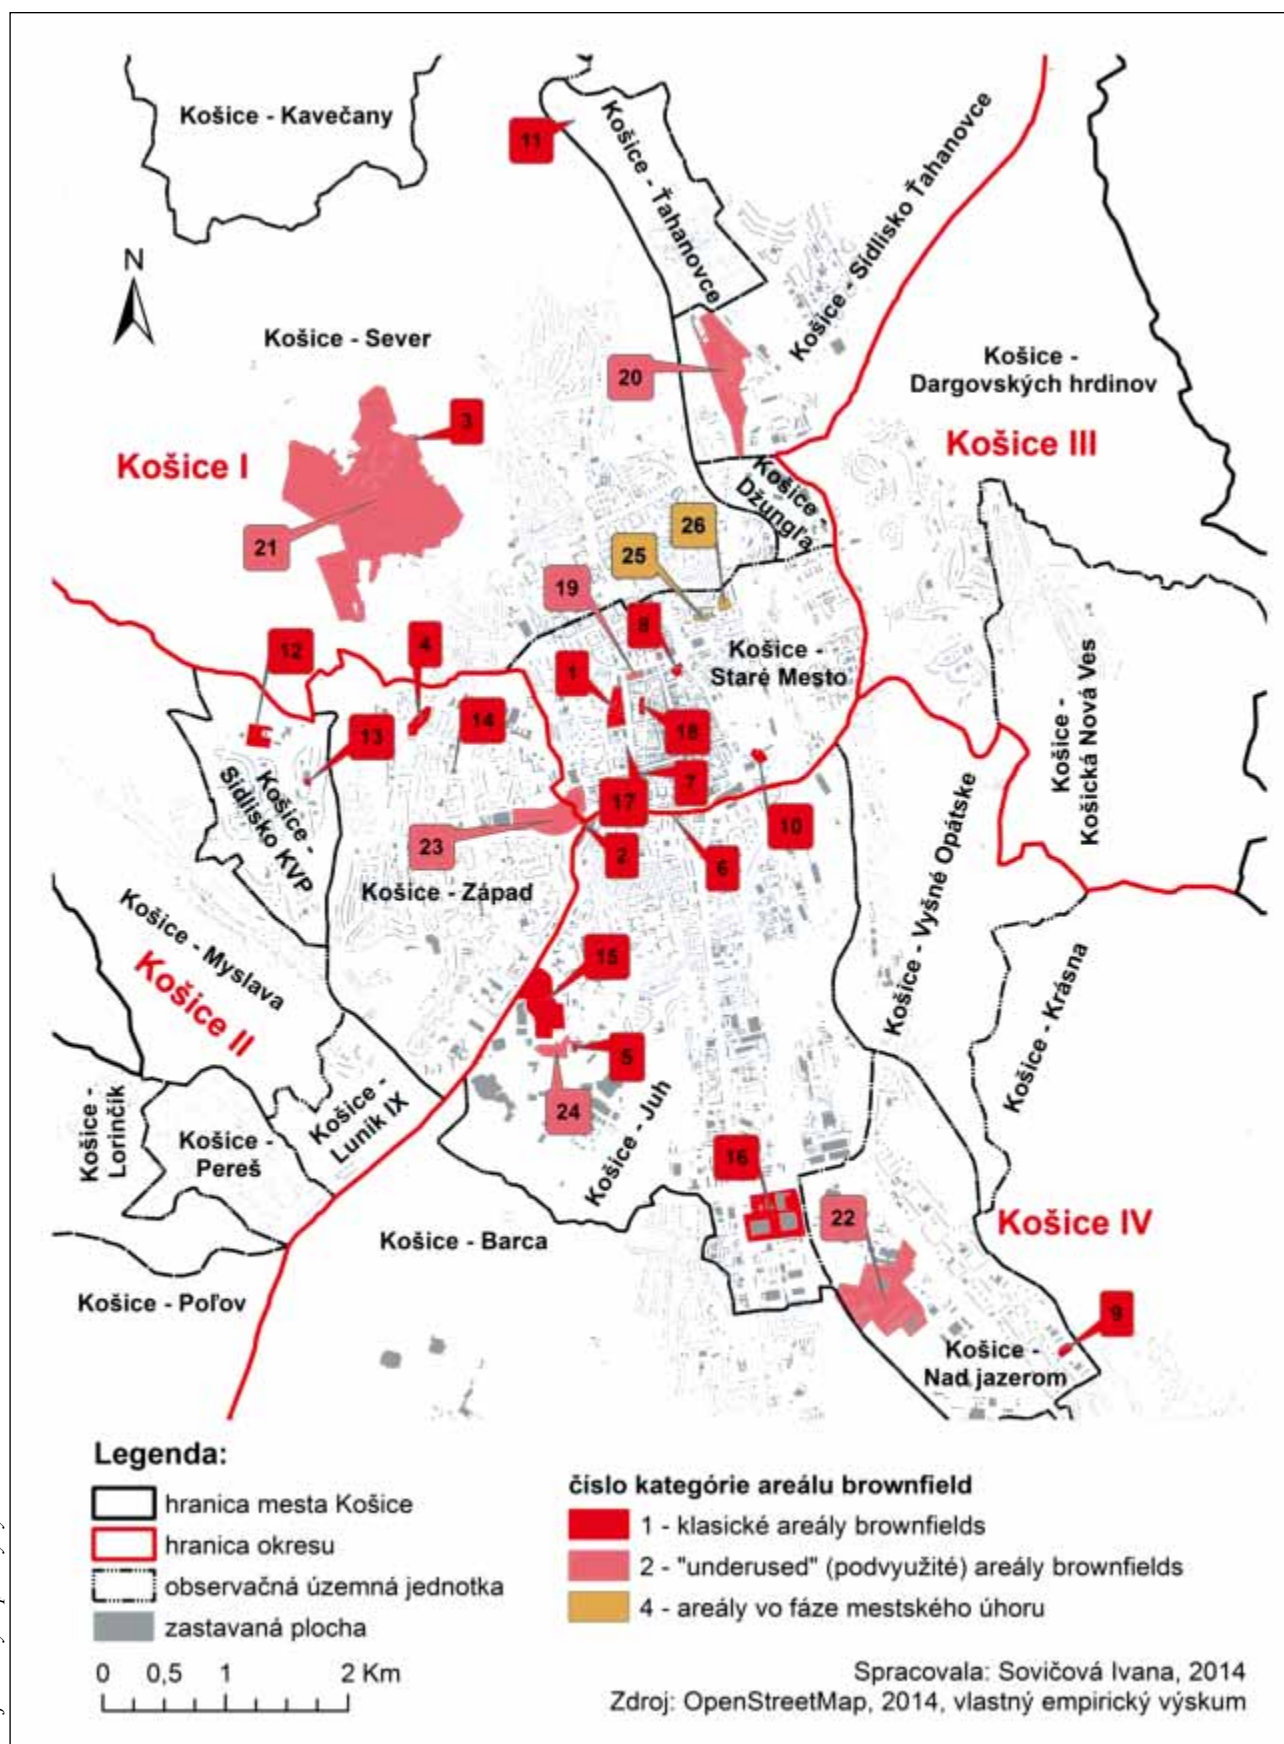 Košice - Kavečany
11
Košice - Ťahanovce
Košice - Sídlisko Ťahanovce
N
Košice - Sever
20
Košice -
Dargovských hrdinov
3
Košice I
Košice III
Košice -
Džungľa
21
26
25
19
8
Košice -
Staré Mesto
12
4
1
14
13
18
7
17
Košice -
Sídlisko KVP
Košice -
Košická Nová Ves
10
23
2
6
Košice - Západ
Košice - Vyšné Opátske
Košice - Myslava
Košice II
15
5
24
Košice - Krásna
Košice -
Lorinčík
Košice -
Pereš
Košice -
Luník IX
Košice - Juh
16
22
Košice IV
Košice - Barca
Košice - Poľov
9
Košice -
Nad jazerom
Legenda:
hranica mesta Košice
hranica okresu
observačná územná jednotka
zastavaná plocha
0 0,5 1 2 Km
číslo kategórie areálu brownfield
1 - klasické areály brownfields
2 - "underused" (podvyužité) areály brownfields
4 - areály vo fáze mestského úhoru
Spracovala: Sovičová Ivana, 2014
Zdroj: OpenStreetMap, 2014, vlastný empirický výskum